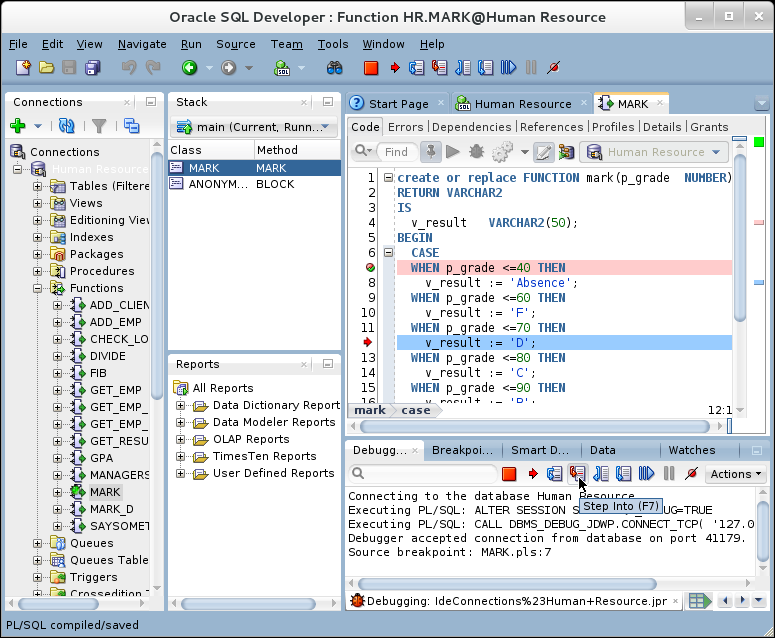 Oracle SQL Developer : Function HR.MARK@Human Resource
File Edit View Navigate Run Source Team Tools Window Help
Connections
Connections
Human Resource
Tables (Filtere
Views
Editioning View
Indexes
Packages
Procedures
Functions
ADD_CLIEN
ADD_EMP
CHECK_LO
DIVIDE
FIB
GET_EMP
GET_EMP_
GET_EMP_
GET_RESU
GPA
MANAGERS
MARK
MARK_D
SAYSOMET
Queues
Queues Table
Triggers
Crossedition T
Stack
main (Current, Runn...
Class Method
MARK MARK
ANONYM... BLOCK
Reports
All Reports
Data Dictionary Report
Data Modeler Reports
OLAP Reports
TimesTen Reports
User Defined Reports
Start Page Human Resource MARK
Code Errors Dependencies References Profiles Details Grants
Find Human Resource
1 create or replace FUNCTION mark(p_grade NUMBER)
2 RETURN VARCHAR2
3 IS
4 v_result VARCHAR2(50);
5 BEGIN
6 CASE
WHEN p_grade <=40 THEN
8 v_result := 'Absence';
9 WHEN p_grade <=60 THEN
10 v_result := 'F';
11 WHEN p_grade <=70 THEN
v_result := 'D';
13 WHEN p_grade <=80 THEN
14 v_result := 'C';
15 WHEN p_grade <=90 THEN
16 v_result := 'B';
mark case 12:1
Debugg... Breakpoi... Smart D... Data Watches
Actions
Connecting to the database Human Resource.
Executing PL/SQL: ALTER SESSION S _DEBUG=TRUE
Executing PL/SQL: CALL DBMS_DEBUG_JDWP.CONNECT_TCP( '127.0
Debugger accepted connection from database on port 41179.
Source breakpoint: MARK.pls:7
Step Into (F7)
Debugging: IdeConnections%23Human+Resource.jpr
PL/SQL compiled/saved